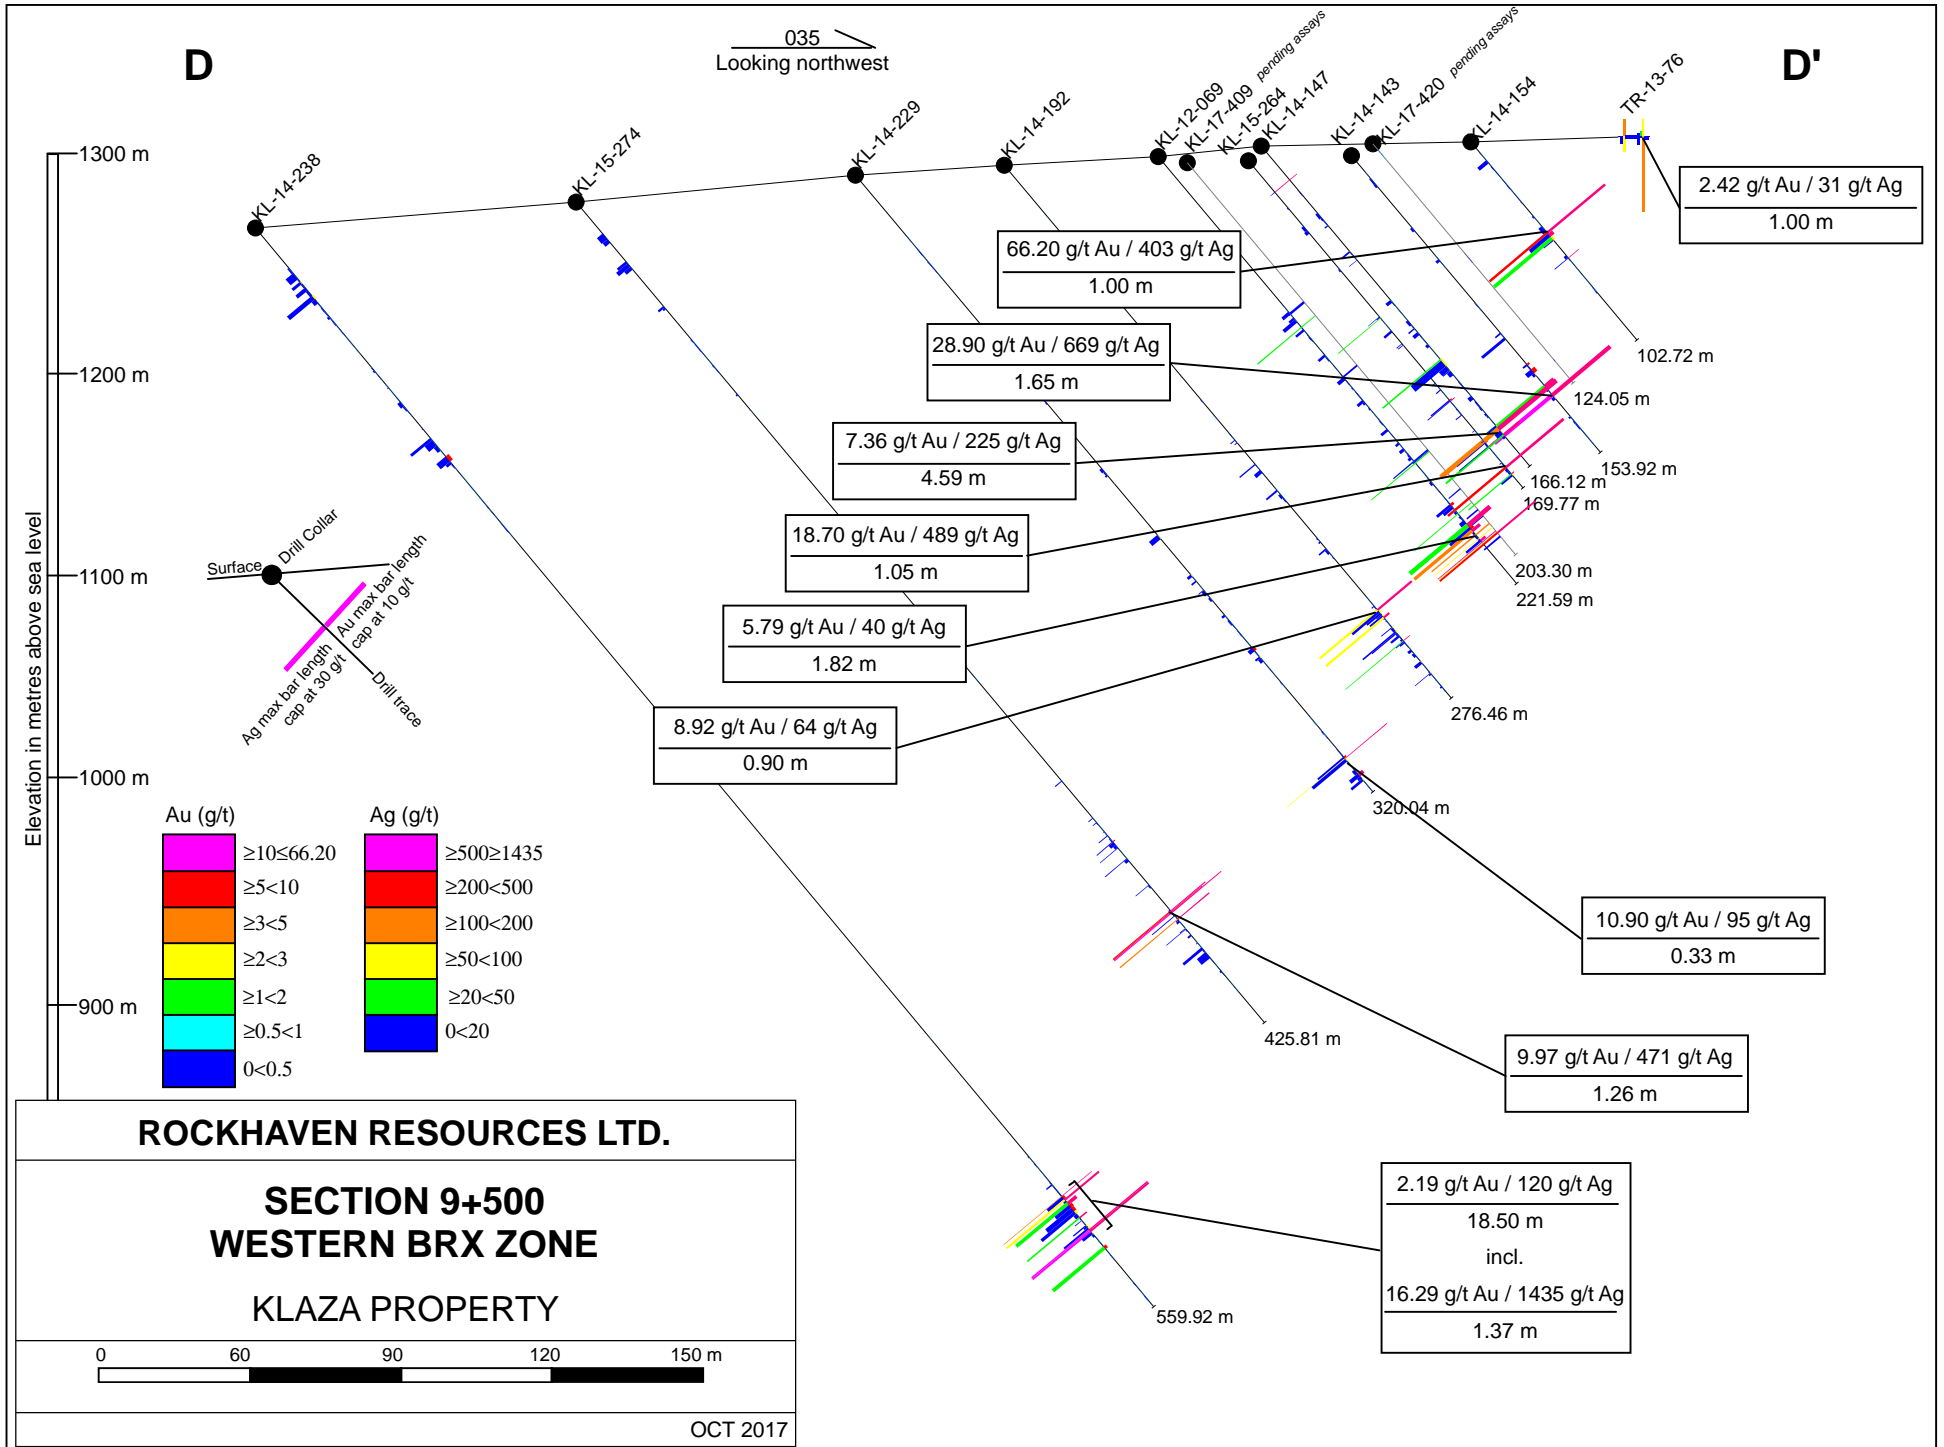 D
035
Looking northwest
D'
KL-14-238
KL-15-274
KL-14-229
KL-14-192
KL-12-069
KL-17-409 pending assays
KL-15-264
KL-14-147
KL-14-143
KL-17-420 pending assays
KL-14-154
TR-13-76
1300 m
1200 m
1100 m
1000 m
900 m
Elevation in metres above sea level
2.42 g/t Au / 31 g/t Ag
1.00 m
66.20 g/t Au / 403 g/t Ag
1.00 m
28.90 g/t Au / 669 g/t Ag
1.65 m
7.36 g/t Au / 225 g/t Ag
4.59 m
18.70 g/t Au / 489 g/t Ag
1.05 m
5.79 g/t Au / 40 g/t Ag
1.82 m
8.92 g/t Au / 64 g/t Ag
0.90 m
10.90 g/t Au / 95 g/t Ag
0.33 m
9.97 g/t Au / 471 g/t Ag
1.26 m
2.19 g/t Au / 120 g/t Ag
18.50 m
incl.
16.29 g/t Au / 1435 g/t Ag
1.37 m
102.72 m
124.05 m
153.92 m
166.12 m
169.77 m
203.30 m
221.59 m
276.46 m
320.04 m
425.81 m
559.92 m
Surface
Drill Collar
Au max bar length
cap at 10 g/t
Ag max bar length
cap at 30 g/t
Drill trace
Au (g/t)
≥10≤66.20
≥5<10
≥3<5
≥2<3
≥1<2
≥0.5<1
0<0.5
Ag (g/t)
≥500≥1435
≥200<500
≥100<200
≥50<100
≥20<50
0<20
ROCKHAVEN RESOURCES LTD.
SECTION 9+500
WESTERN BRX ZONE
KLAZA PROPERTY
0 60 90 120 150 m
OCT 2017